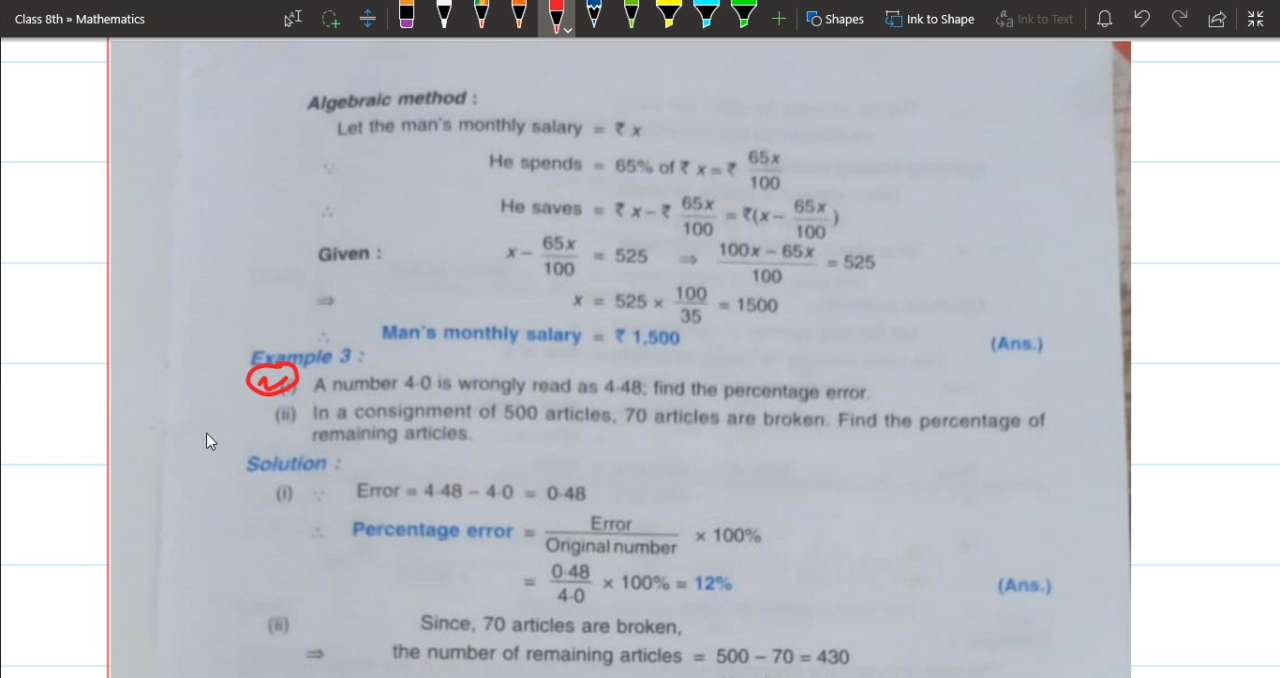 Class 8th » Mathematics
Shapes Ink to Shape Ink to Text
Algebraic method :
Let the man's monthly salary = ₹ x
∵ He spends = 65% of ₹ x = ₹ 65x/100
∴ He saves = ₹ x – ₹ 65x/100 = ₹(x – 65x/100)
Given : x – 65x/100 = 525 ⇒ (100x – 65x)/100 = 525
⇒ x = 525 × 100/35 = 1500
∴ Man's monthly salary = ₹ 1,500 (Ans.)
Example 3 :
(i) A number 4·0 is wrongly read as 4·48; find the percentage error.
(ii) In a consignment of 500 articles, 70 articles are broken. Find the percentage of
remaining articles.
Solution :
(i) ∵ Error = 4·48 – 4·0 = 0·48
∴ Percentage error = Error/Original number × 100%
= 0·48/4·0 × 100% = 12% (Ans.)
(ii) Since, 70 articles are broken,
⇒ the number of remaining articles = 500 – 70 = 430